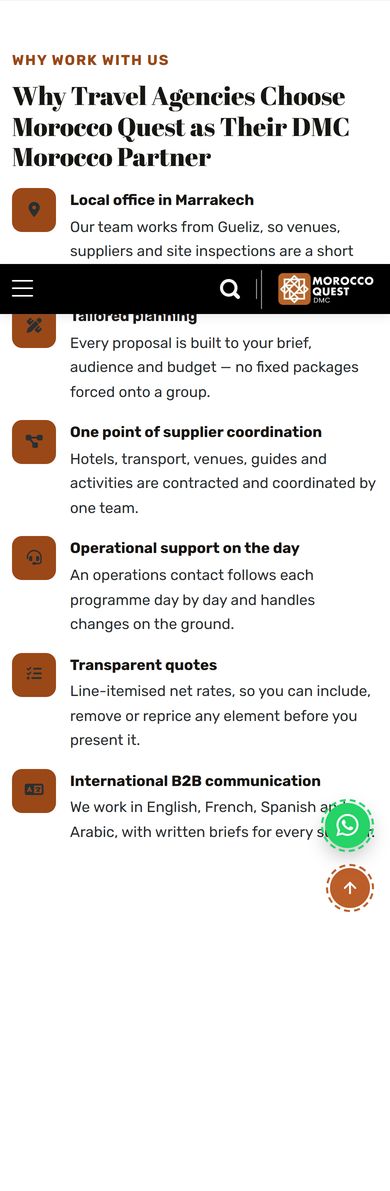 WHY WORK WITH US
Why Travel Agencies Choose
Morocco Quest as Their DMC
Morocco Partner
Local office in Marrakech
Our team works from Gueliz, so venues,
suppliers and site inspections are a short
MOROCCO
QUEST
DMC
Tailored planning
Every proposal is built to your brief,
audience and budget — no fixed packages
forced onto a group.
One point of supplier coordination
Hotels, transport, venues, guides and
activities are contracted and coordinated by
one team.
Operational support on the day
An operations contact follows each
programme day by day and handles
changes on the ground.
Transparent quotes
Line-itemised net rates, so you can include,
remove or reprice any element before you
present it.
International B2B communication
We work in English, French, Spanish and
Arabic, with written briefs for every